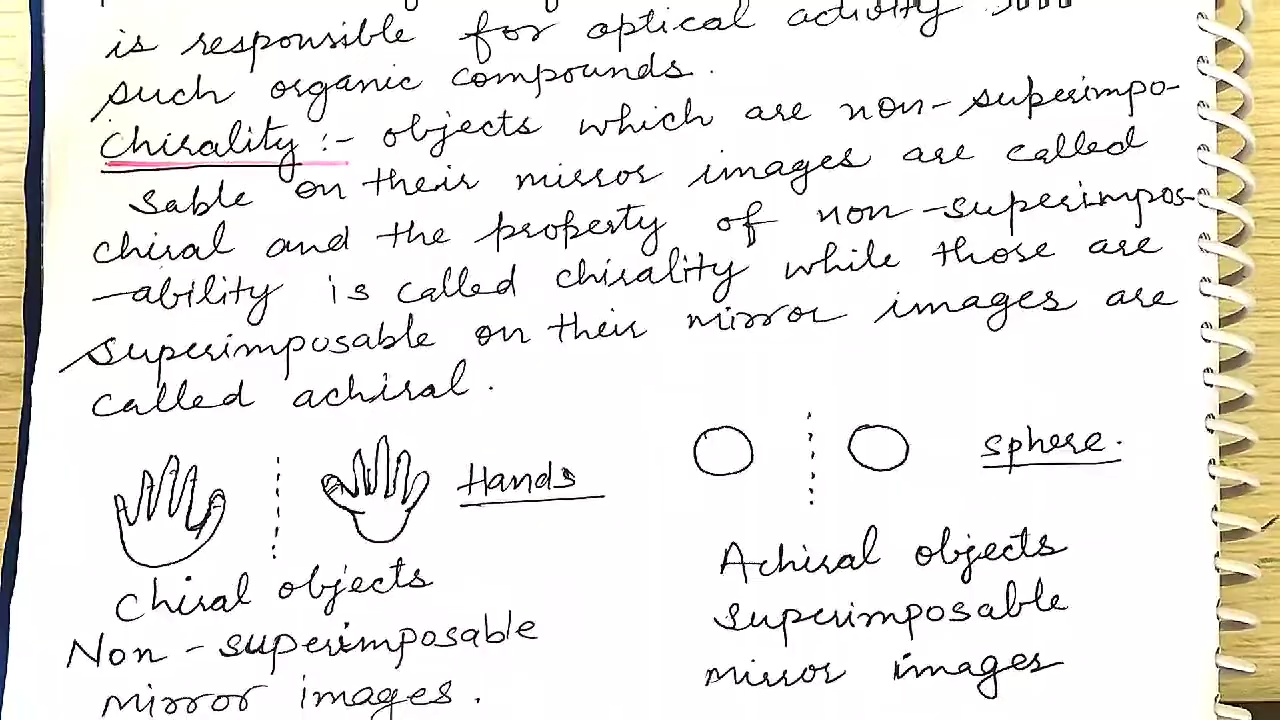 is responsible for optical activity in
such organic compounds.
Chirality :- objects which are non-superimpo-
sable on their mirror images are called
chiral and the property of non-superimpos-
-ability is called chirality while those are
superimposable on their mirror images are
called achiral.
Hands
sphere.
Chiral objects
Non-superimposable
mirror images.
Achiral objects
superimposable
mirror images